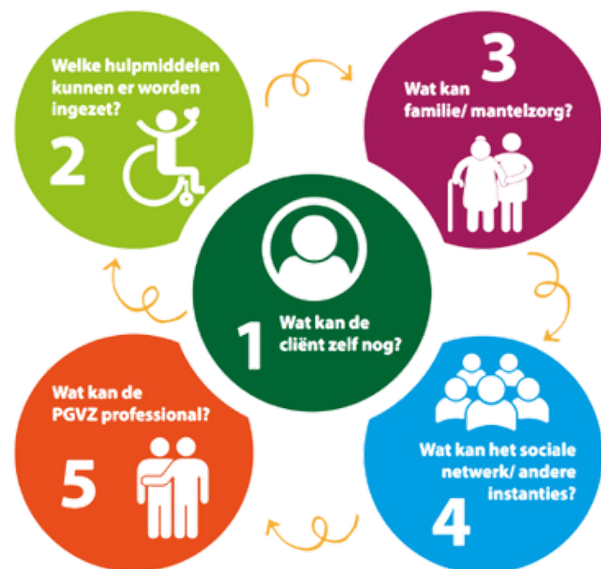 1
Wat kan de
cliënt zelf nog?
Welke hulpmiddelen
kunnen er worden
ingezet?
2
3
Wat kan
familie/ mantelzorg?
Wat kan het sociale
netwerk/ andere
instanties?
4
Wat kan de
PGVZ professional?
5